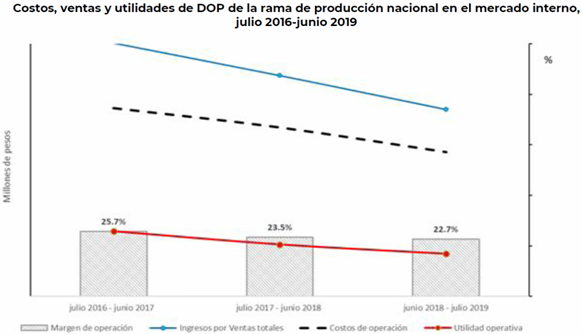 Costos, ventas y utilidades de DOP de la rama de producción nacional en el mercado interno,
julio 2016-junio 2019
%
Millones de pesos
25.7%
23.5%
22.7%
julio 2016 - junio 2017
julio 2017 - junio 2018
junio 2018 - julio 2019
Margen de operación
Ingresos por Ventas totales
Costos de operación
Utilidad operativa